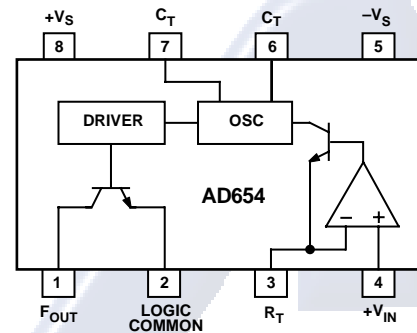 +VS CT CT –VS
8 7 6 5
DRIVER OSC
AD654
– +
1 2 3 4
FOUT LOGIC COMMON RT +VIN